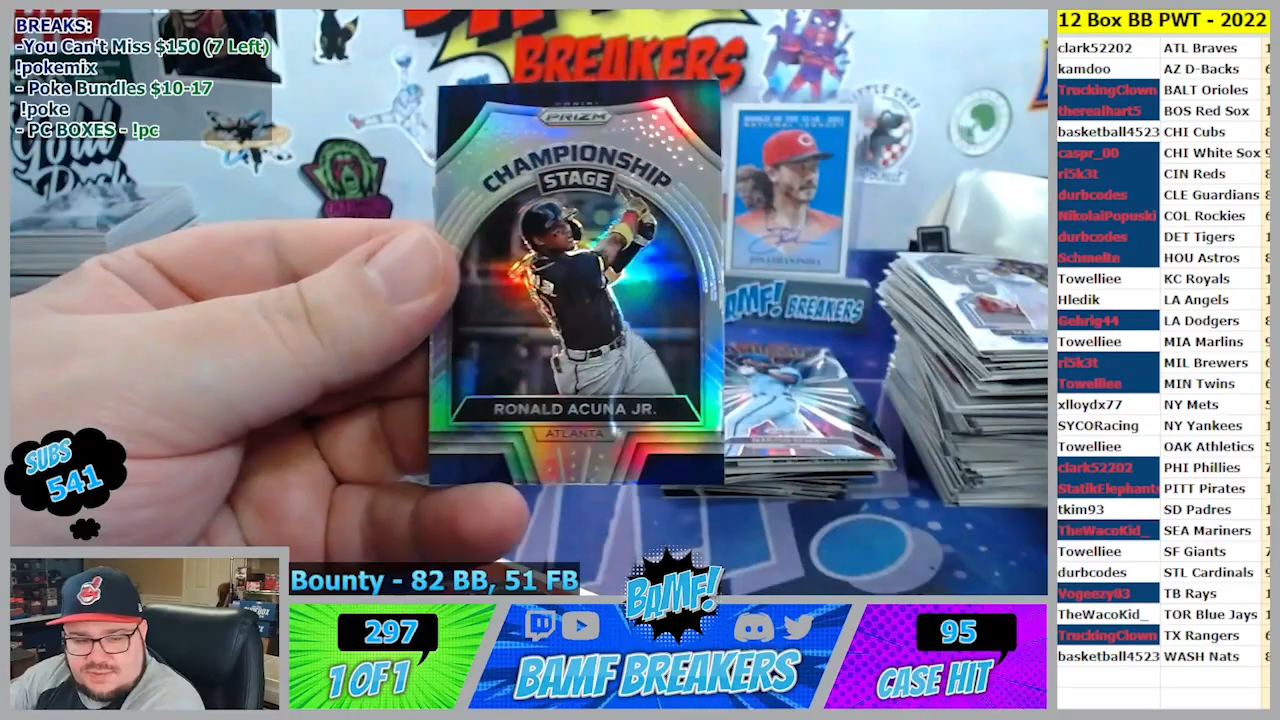 BREAKS:
-You Can't Miss $150 (7 Left)
!pokemix
- Poke Bundles $10-17
!poke
- PC BOXES - !pc
BREAKERS
PRIZM
CHAMPIONSHIP
STAGE
RONALD ACUNA JR.
ATLANTA
BAMF! BREAKERS
SUBS
541
Bounty - 82 BB, 51 FB
BAMF!
297
1 OF 1
BAMF BREAKERS
95
CASE HIT
12 Box BB PWT - 2022
clark52202 ATL Braves
kamdoo AZ D-Backs
TruckingClown BALT Orioles
therealhart5 BOS Red Sox
basketball4523 CHI Cubs
caspr_00 CHI White Sox
ri5k3t CIN Reds
durbcodes CLE Guardians
NikolaiPopuski COL Rockies
durbcodes DET Tigers
Schmelte HOU Astros
Towelliee KC Royals
Hledik LA Angels
Gehrig44 LA Dodgers
Towelliee MIA Marlins
ri5k3t MIL Brewers
Towelliee MIN Twins
xlloydx77 NY Mets
SYCORacing NY Yankees
Towelliee OAK Athletics
clark52202 PHI Phillies
StatikElephant PITT Pirates
tkim93 SD Padres
TheWacoKid_ SEA Mariners
Towelliee SF Giants
durbcodes STL Cardinals
Vogeezy03 TB Rays
TheWacoKid_ TOR Blue Jays
TruckingClown TX Rangers
basketball4523 WASH Nats